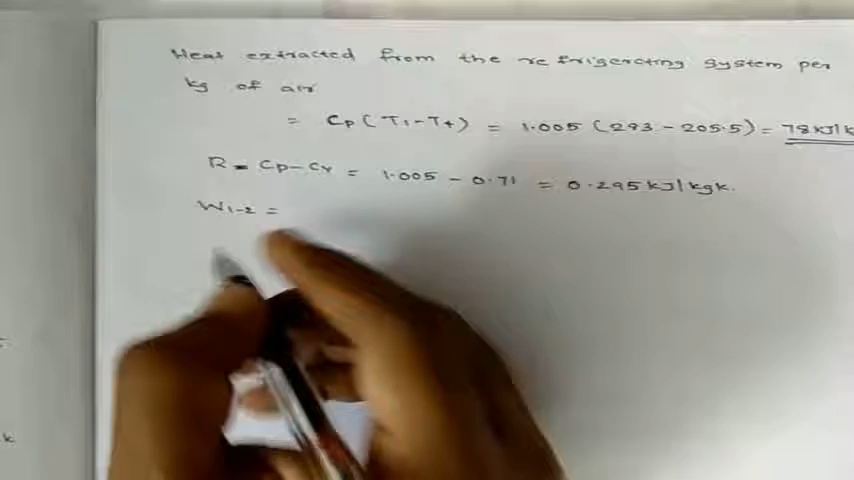 Heat extracted from the refrigerating system per
kg of air
= Cp(T1-T4) = 1.005 (283 - 205.5) = 78 kJ/k
R = Cp-Cv = 1.005 - 0.71 = 0.295 kJ/kgk.
W1-2 =
k